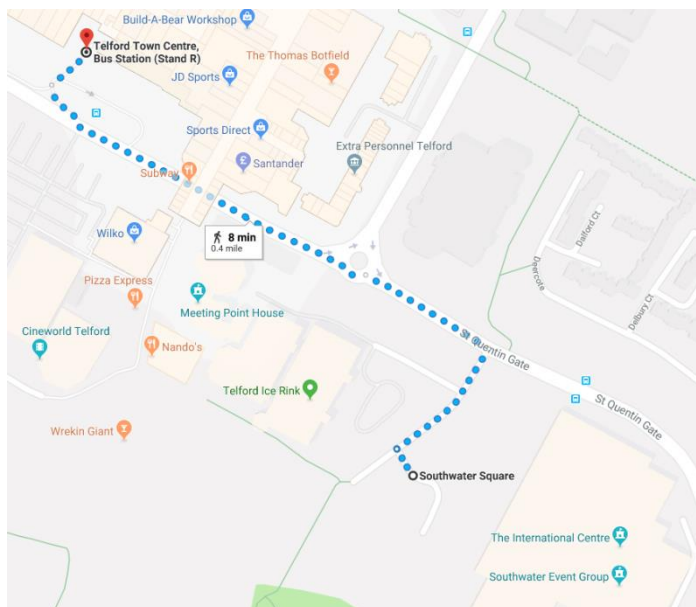 Build-A-Bear Workshop
Telford Town Centre,
Bus Station (Stand R)
The Thomas Botfield
JD Sports
Sports Direct
Extra Personnel Telford
£
Santander
Subway
Wilko
8 min
0.4 mile
Dalford Ct
Deercote
Delbury Ct
Pizza Express
Meeting Point House
Cineworld Telford
Nando's
St Quentin Gate
Telford Ice Rink
St Quentin Gate
Wrekin Giant
Southwater Square
The International Centre
Southwater Event Group